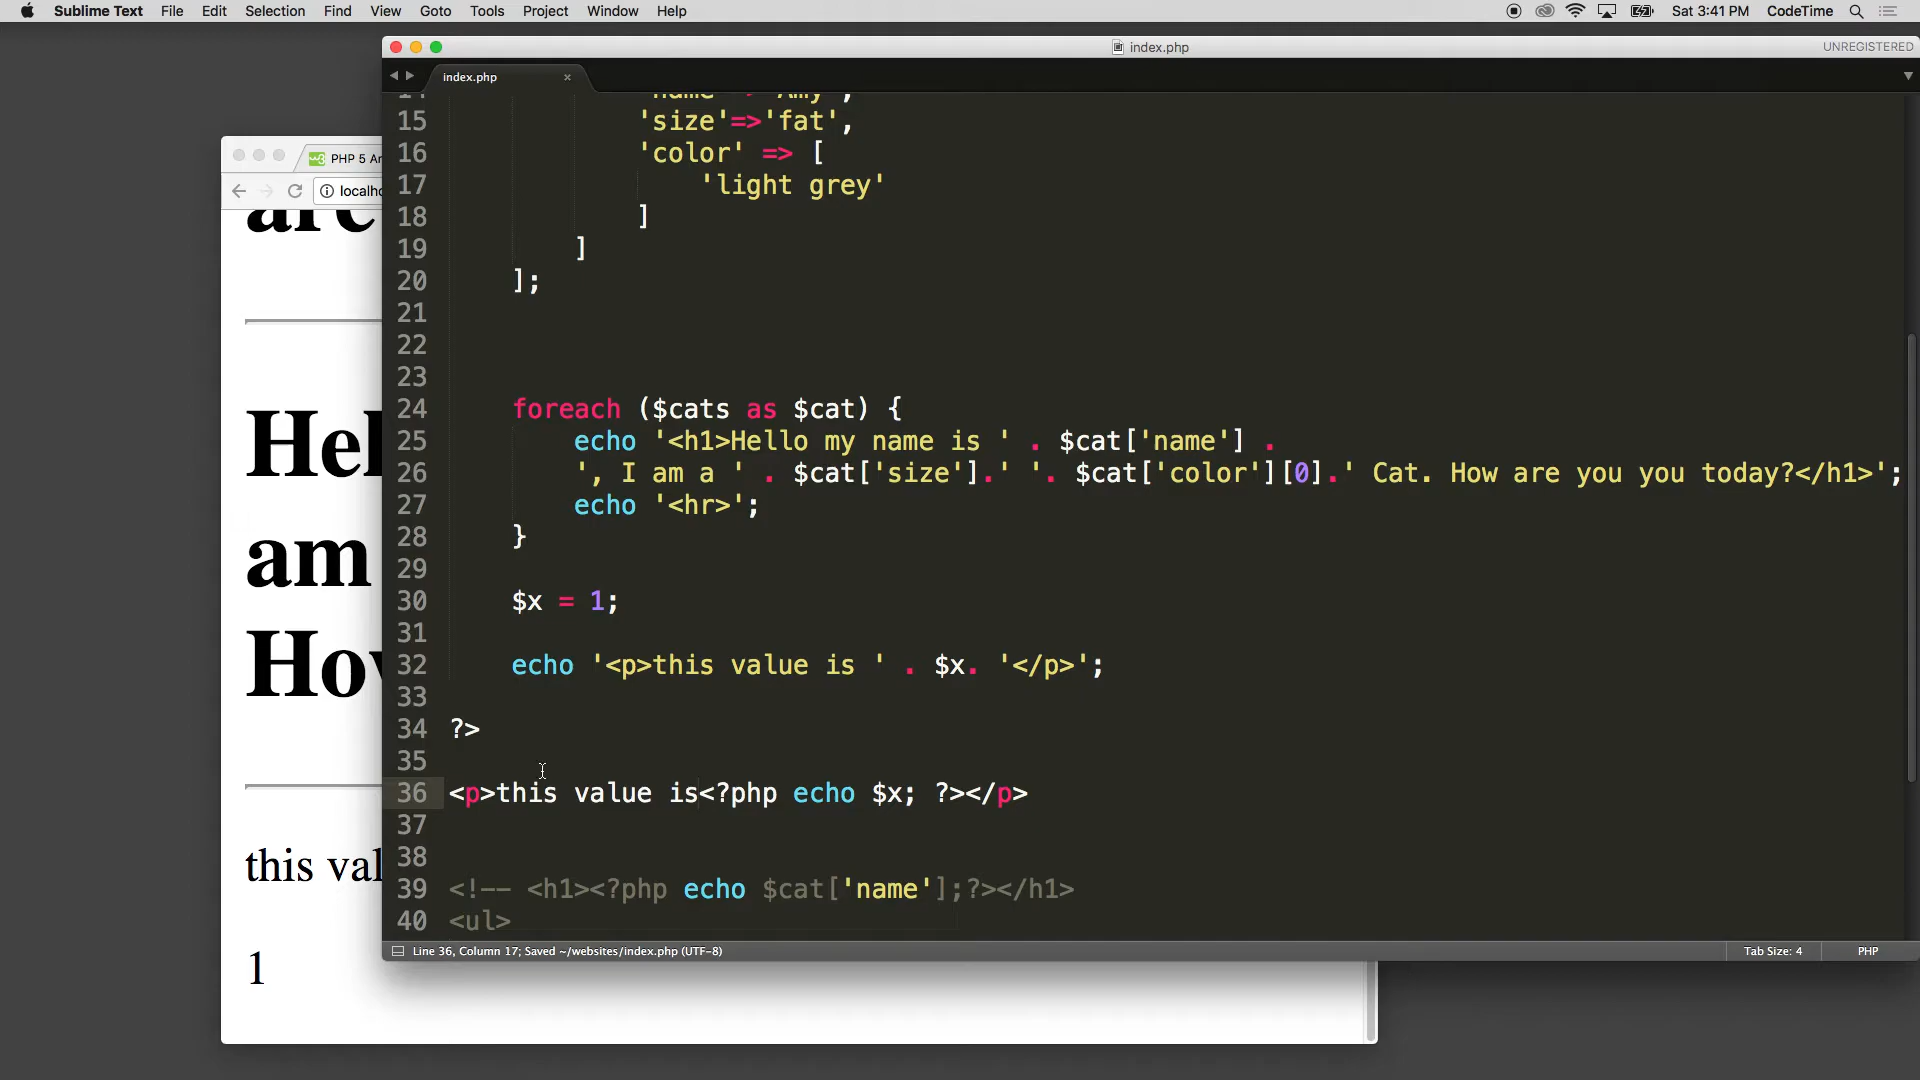 Sublime Text File Edit Selection Find View Goto Tools Project Window Help Sat 3:41 PM CodeTime
index.php UNREGISTERED
index.php
PHP 5 Ar
localho
are
Hel
am
How
this val
1
15 'size'=>'fat',
16 'color' => [
17 'light grey'
18 ]
19 ]
20 ];
21
22
23
24 foreach ($cats as $cat) {
25 echo '<h1>Hello my name is ' . $cat['name'] .
26 ', I am a ' . $cat['size'].' '. $cat['color'][0].' Cat. How are you you today?</h1>';
27 echo '<hr>';
28 }
29
30 $x = 1;
31
32 echo '<p>this value is ' . $x. '</p>';
33
34 ?>
35
36 <p>this value is<?php echo $x; ?></p>
37
38
39 <!-- <h1><?php echo $cat['name'];?></h1>
40 <ul>
Line 36, Column 17; Saved ~/websites/index.php (UTF-8) Tab Size: 4 PHP